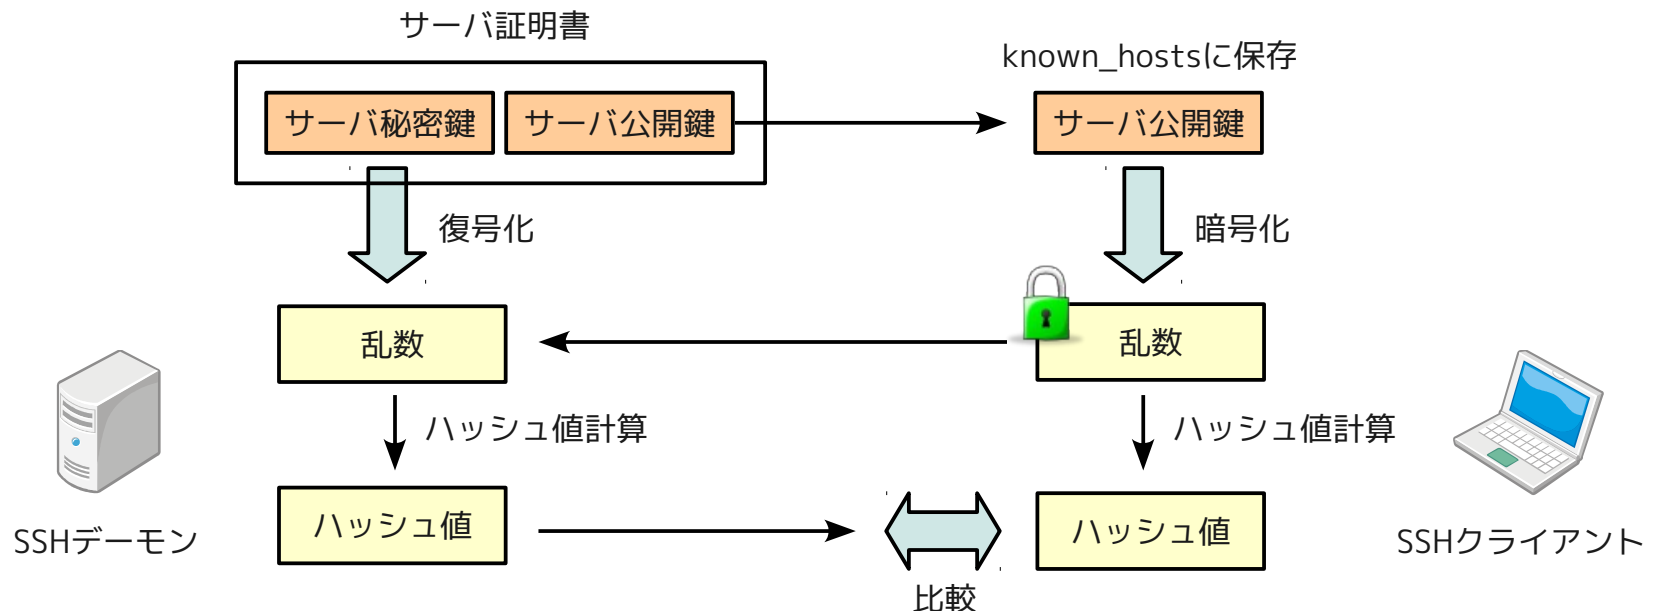 サーバ証明書
known_hostsに保存
サーバ秘密鍵
サーバ公開鍵
サーバ公開鍵
復号化
暗号化
乱数
乱数
ハッシュ値計算
ハッシュ値計算
ハッシュ値
ハッシュ値
SSHデーモン
SSHクライアント
比較